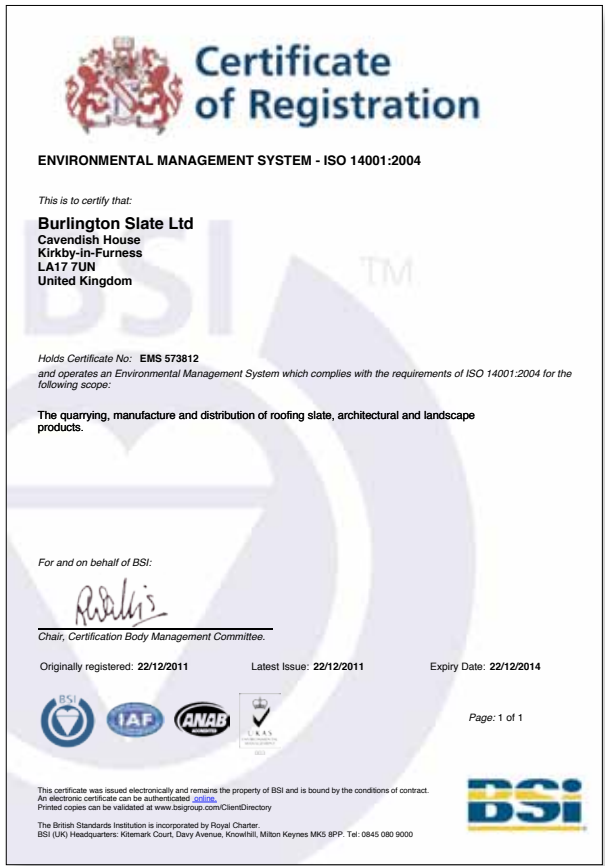 Certificate
of Registration
ENVIRONMENTAL MANAGEMENT SYSTEM - ISO 14001:2004
This is to certify that:
Burlington Slate Ltd
Cavendish House
Kirkby-in-Furness
LA17 7UN
United Kingdom
BSI
TM
Holds Certificate No: EMS 573812
and operates an Environmental Management System which complies with the requirements of ISO 14001:2004 for the
following scope:
The quarrying, manufacture and distribution of roofing slate, architectural and landscape
products.
For and on behalf of BSI:
Chair, Certification Body Management Committee.
Originally registered: 22/12/2011 Latest Issue: 22/12/2011 Expiry Date: 22/12/2014
BSI IAF ANAB ACCREDITED UKAS ENVIRONMENTAL MANAGEMENT
Page: 1 of 1
This certificate was issued electronically and remains the property of BSI and is bound by the conditions of contract.
An electronic certificate can be authenticated online.
Printed copies can be validated at www.bsigroup.com/ClientDirectory
The British Standards Institution is incorporated by Royal Charter.
BSI (UK) Headquarters: Kitemark Court, Davy Avenue, Knowlhill, Milton Keynes MK5 8PP. Tel: 0845 080 9000
BSi